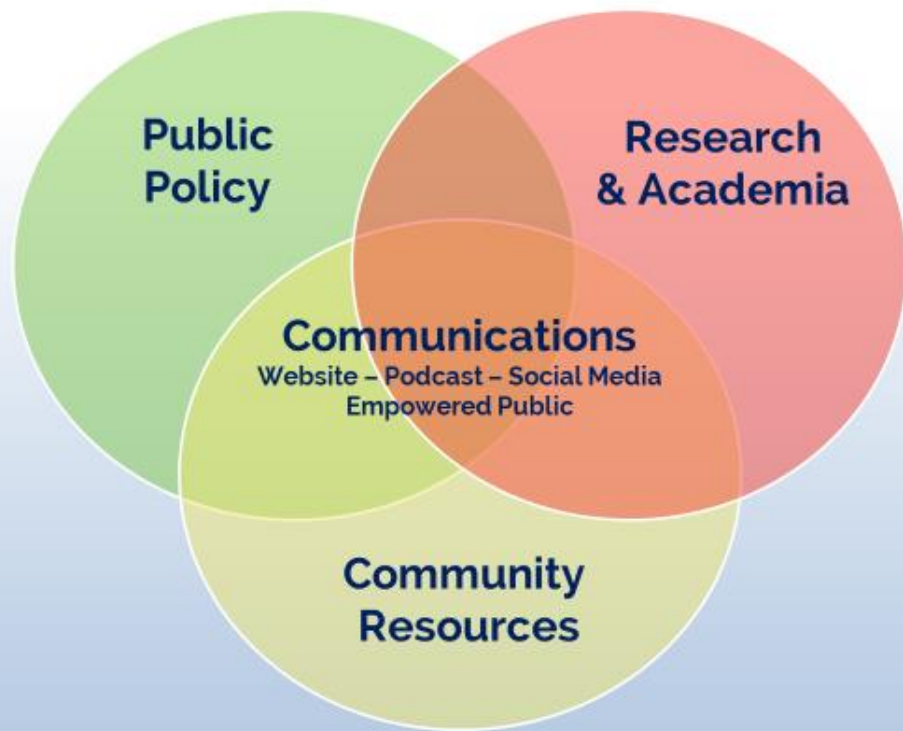 Public
Policy
Research
& Academia
Communications
Website – Podcast – Social Media
Empowered Public
Community
Resources